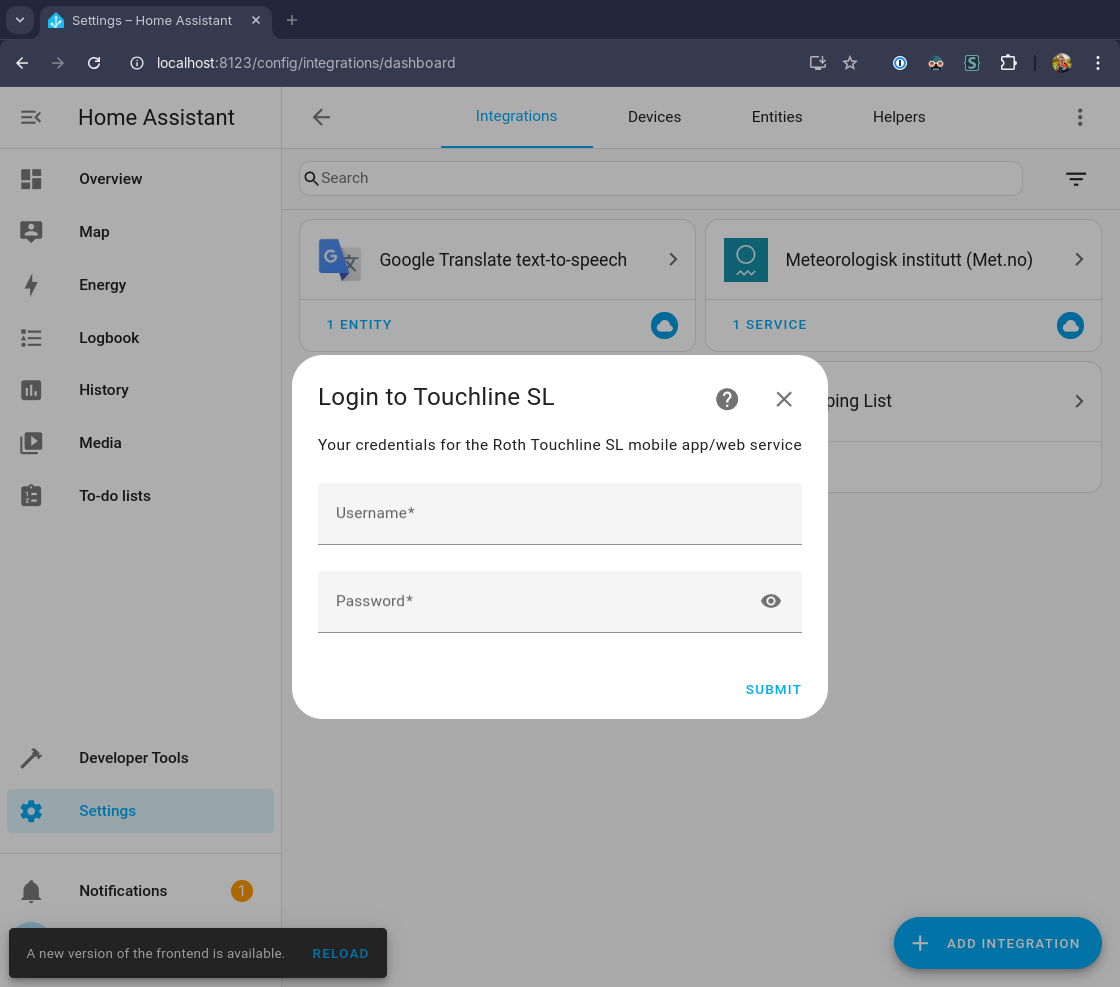 Settings – Home Assistant
localhost:8123/config/integrations/dashboard
Home Assistant
Integrations
Devices
Entities
Helpers
Search
Overview
Map
Energy
Logbook
History
Media
To-do lists
Developer Tools
Settings
Notifications
1
G
文
Google Translate text-to-speech
1 ENTITY
Meteorologisk institutt (Met.no)
1 SERVICE
ping List
Login to Touchline SL
Your credentials for the Roth Touchline SL mobile app/web service
Username*
Password*
SUBMIT
A new version of the frontend is available.
RELOAD
ADD INTEGRATION